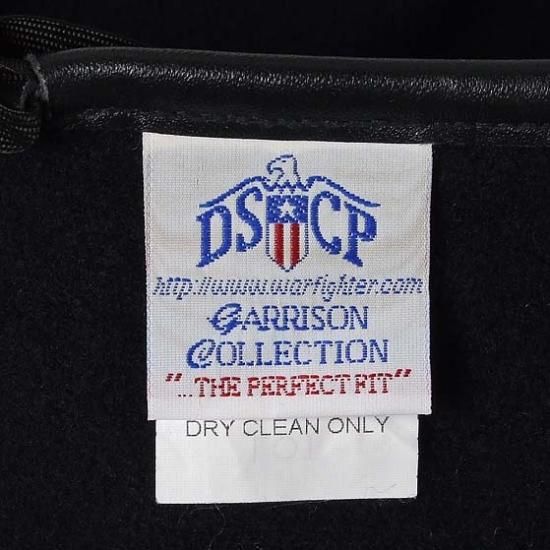 DSCP
http://www.warfighter.com
GARRISON
COLLECTION
"...THE PERFECT FIT"
DRY CLEAN ONLY